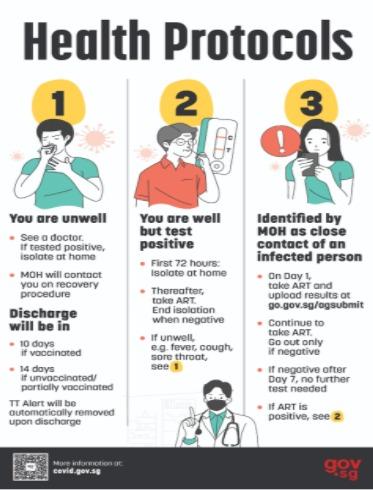 Health Protocols
1
You are unwell
See a doctor.
If tested positive,
isolate at home
MOH will contact
you on recovery
procedure
Discharge
will be in
10 days
if vaccinated
14 days
if unvaccinated/
partially vaccinated
TT Alert will be
automatically removed
upon discharge
2
You are well
but test
positive
First 72 hours:
Isolate at home
Thereafter,
take ART.
End isolation
when negative
If unwell,
e.g. fever, cough,
sore throat,
see 1
C
T
3
!
Identified by
MOH as close
contact of an
infected person
On Day 1,
take ART and
upload results at
go.gov.sg/agsubmit
Continue to
take ART.
Go out only
if negative
If negative after
Day 7, no further
test needed
If ART is
positive, see 2
More information at:
covid.gov.sg
gov
.sg